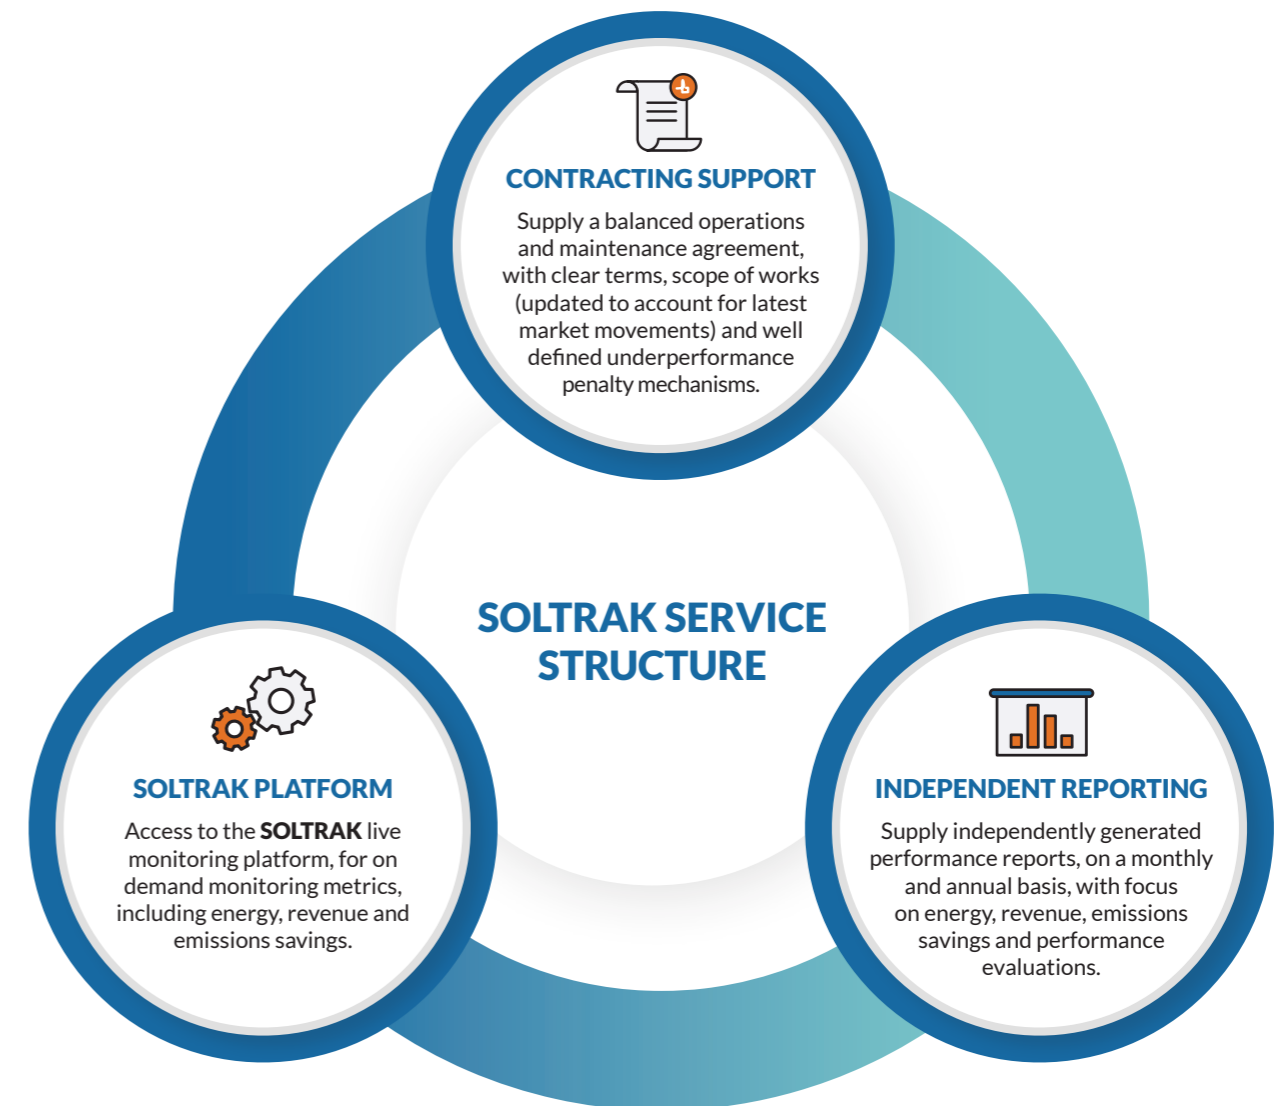 CONTRACTING SUPPORT
Supply a balanced operations
and maintenance agreement,
with clear terms, scope of works
(updated to account for latest
market movements) and well
defined underperformance
penalty mechanisms.
SOLTRAK SERVICE
STRUCTURE
SOLTRAK PLATFORM
Access to the SOLTRAK live
monitoring platform, for on
demand monitoring metrics,
including energy, revenue and
emissions savings.
INDEPENDENT REPORTING
Supply independently generated
performance reports, on a monthly
and annual basis, with focus
on energy, revenue, emissions
savings and performance
evaluations.